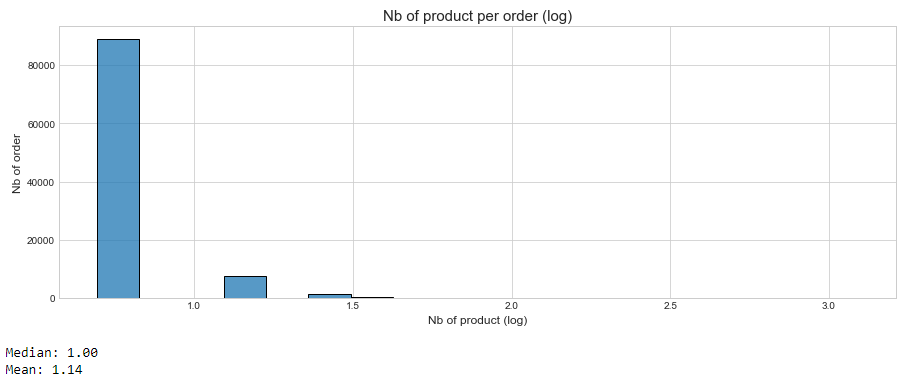 Nb of product per order (log)
80000
60000
40000
20000
0
Nb of order
1.0 1.5 2.0 2.5 3.0
Nb of product (log)
Median: 1.00
Mean: 1.14